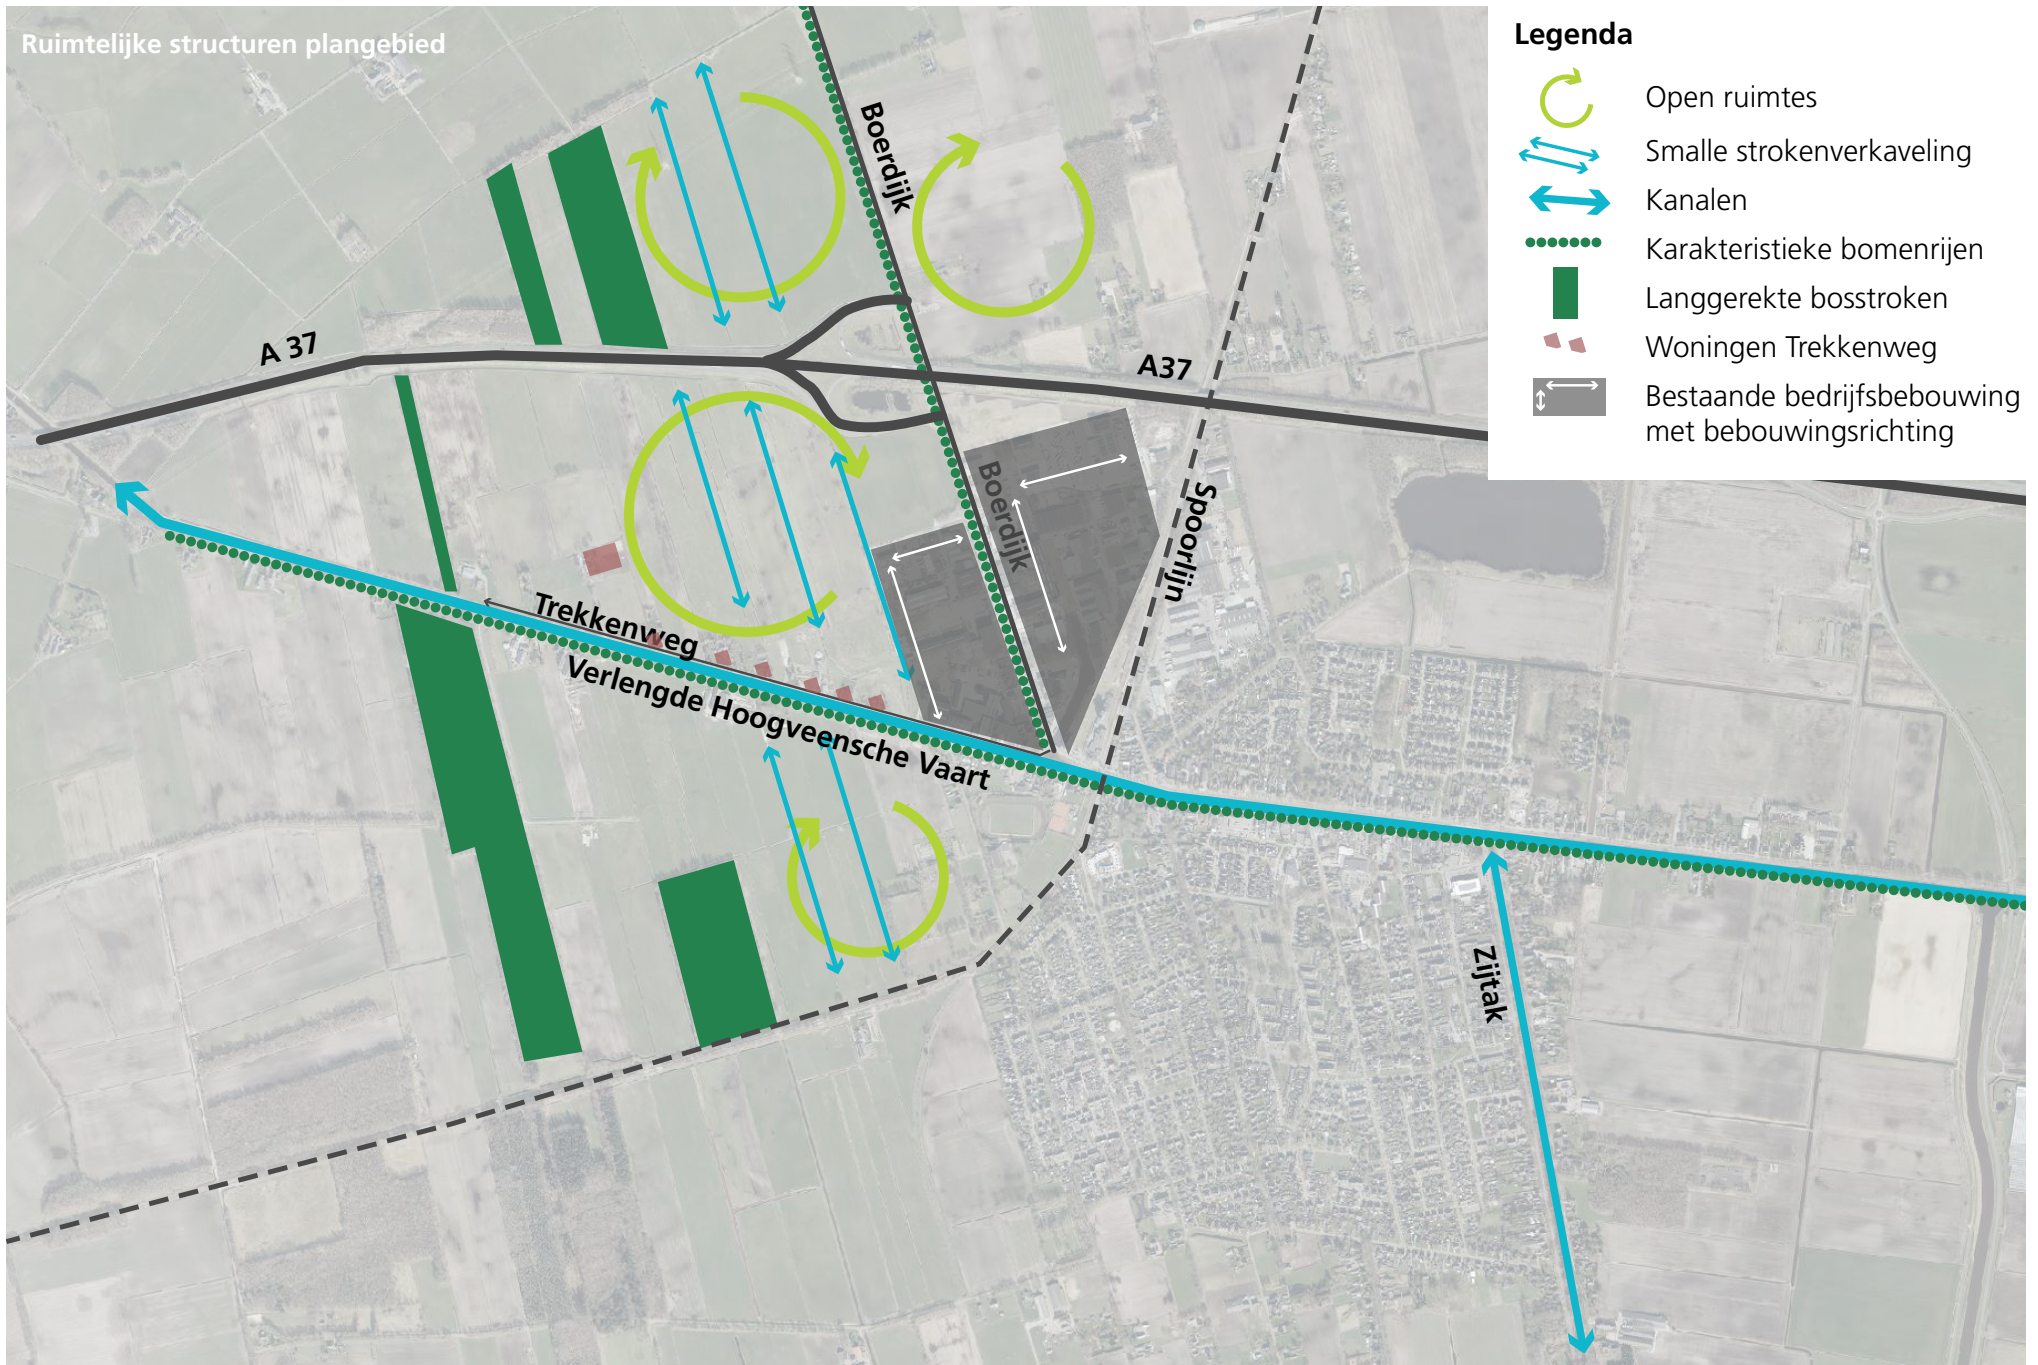 Ruimtelijke structuren plangebied
Legenda
Open ruimtes
Smalle strokenverkaveling
Kanalen
Karakteristieke bomenrijen
Langgerekte bosstroken
Woningen Trekkenweg
Bestaande bedrijfsbebouwing
met bebouwingsrichting
Boerdijk
A 37
A37
Boerdijk
Spoorlijn
Trekkenweg
Verlengde Hoogveensche Vaart
Zijtak